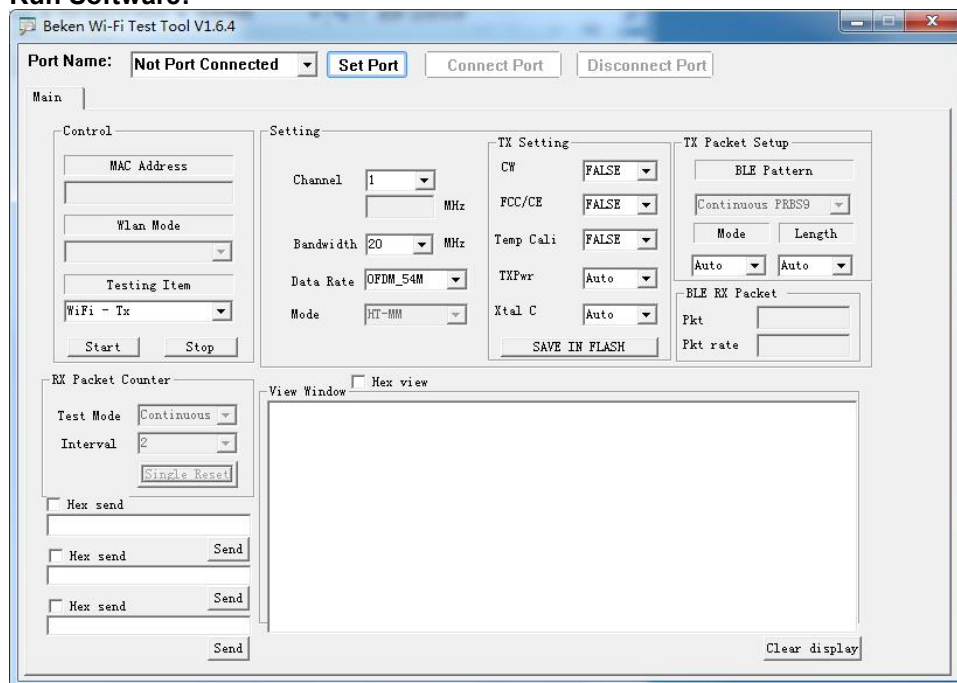 Run Software:
Beken Wi-Fi Test Tool V1.6.4
Port Name: Not Port Connected Set Port Connect Port Disconnect Port
Main
Control
MAC Address
Wlan Mode
Testing Item
WiFi - Tx
Start Stop
Setting
Channel 1
MHz
Bandwidth 20 MHz
Data Rate OFDM_54M
Mode HT-MM
TX Setting
CW FALSE
FCC/CE FALSE
Temp Cali FALSE
TXPwr Auto
Xtal C Auto
SAVE IN FLASH
TX Packet Setup
BLE Pattern
Continuous PRBS9
Mode Length
Auto Auto
BLE RX Packet
Pkt
Pkt rate
RX Packet Counter
Test Mode Continuous
Interval 2
Single Reset
Hex send
Send
Hex send
Send
Hex send
Send
View Window Hex view
Clear display